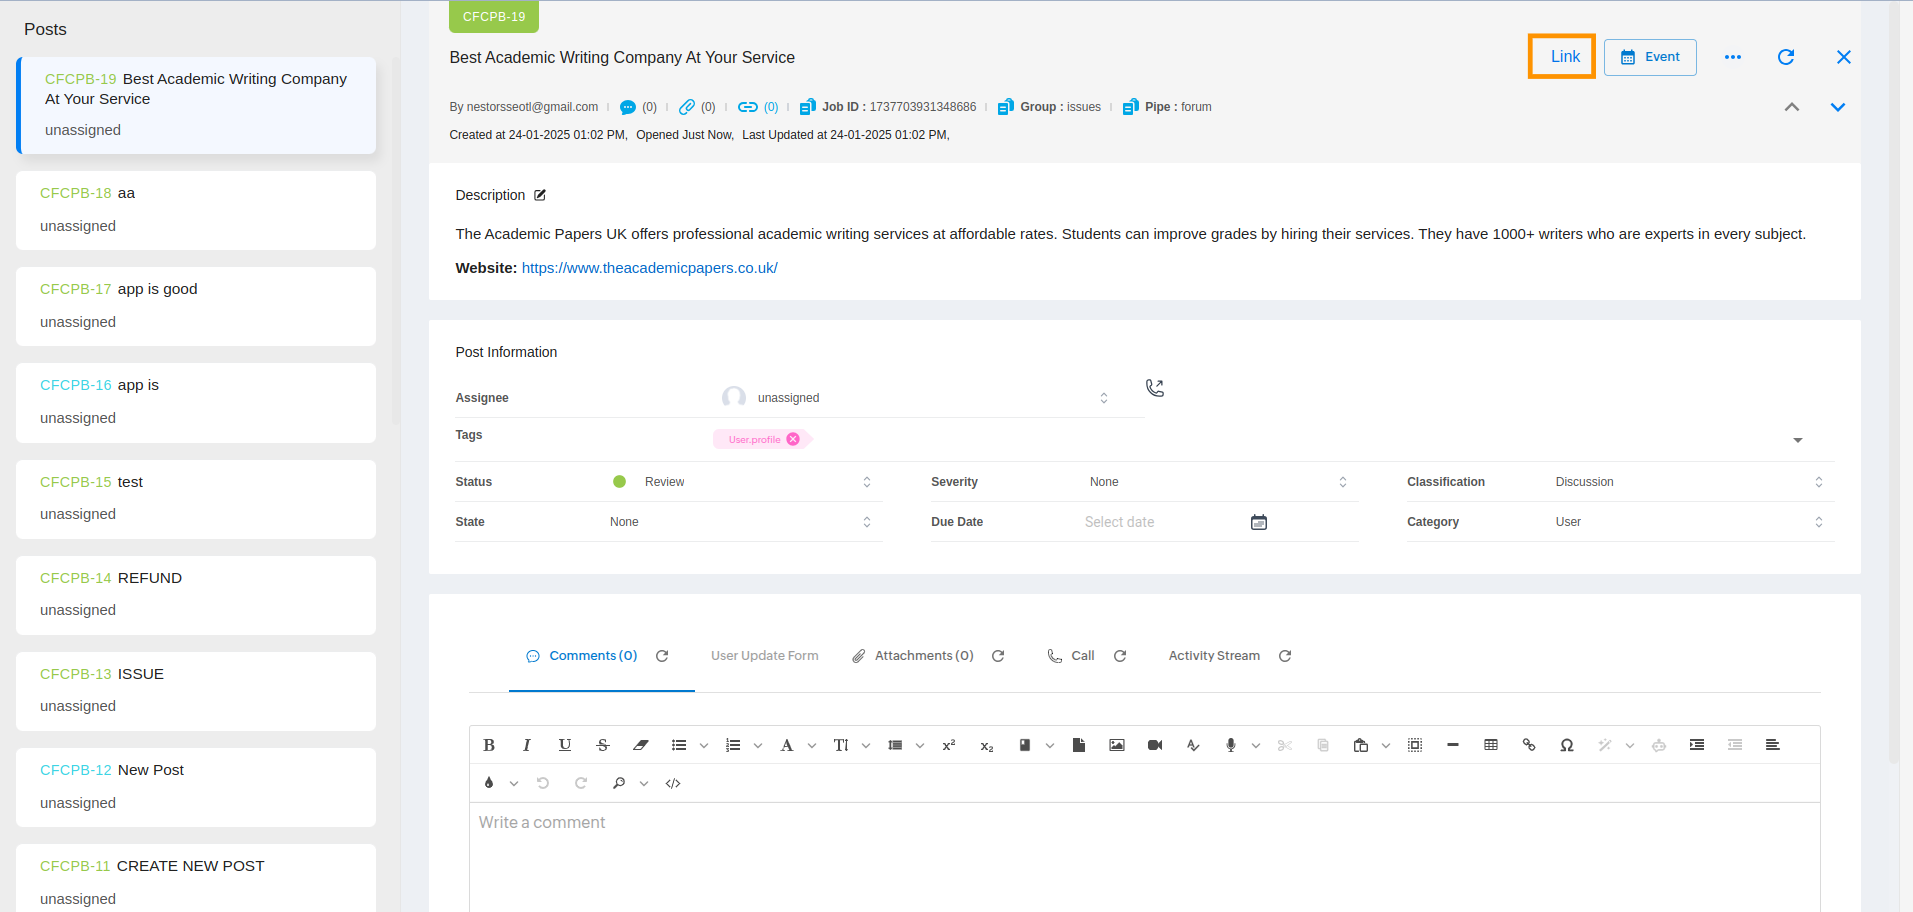 Posts
CFCPB-19 Best Academic Writing Company
At Your Service
unassigned
CFCPB-18 aa
unassigned
CFCPB-17 app is good
unassigned
CFCPB-16 app is
unassigned
CFCPB-15 test
unassigned
CFCPB-14 REFUND
unassigned
CFCPB-13 ISSUE
unassigned
CFCPB-12 New Post
unassigned
CFCPB-11 CREATE NEW POST
unassigned
CFCPB-19
Best Academic Writing Company At Your Service
Link
Event
By nestorsseotl@gmail.com (0) (0) (0) Job ID : 1737703931348686 Group : issues Pipe : forum
Created at 24-01-2025 01:02 PM, Opened Just Now, Last Updated at 24-01-2025 01:02 PM,
Description
The Academic Papers UK offers professional academic writing services at affordable rates. Students can improve grades by hiring their services. They have 1000+ writers who are experts in every subject.
Website: https://www.theacademicpapers.co.uk/
Post Information
Assignee unassigned
Tags User.profile
Status Review Severity None Classification Discussion
State None Due Date Select date Category User
Comments (0) User Update Form Attachments (0) Call Activity Stream
Write a comment